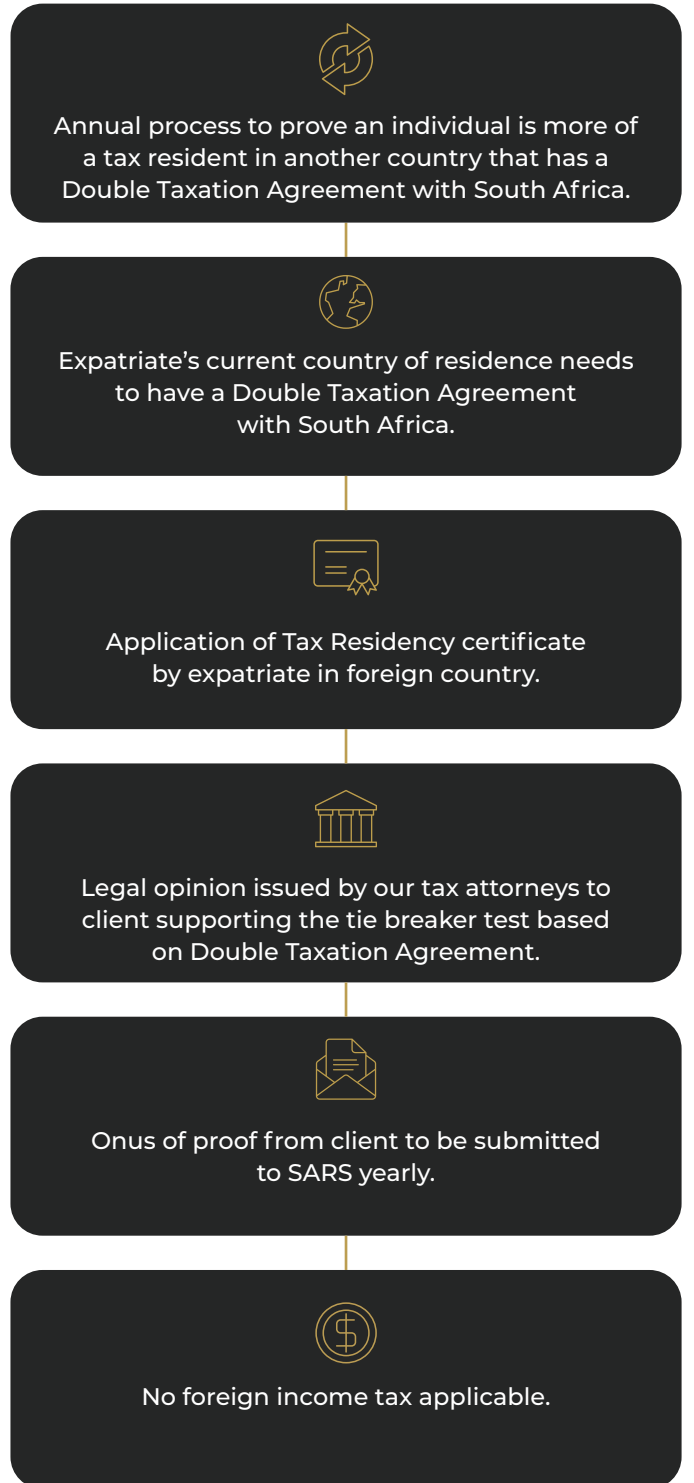 Annual process to prove an individual is more of
a tax resident in another country that has a
Double Taxation Agreement with South Africa.
Expatriate’s current country of residence needs
to have a Double Taxation Agreement
with South Africa.
Application of Tax Residency certificate
by expatriate in foreign country.
Legal opinion issued by our tax attorneys to
client supporting the tie breaker test based
on Double Taxation Agreement.
Onus of proof from client to be submitted
to SARS yearly.
No foreign income tax applicable.